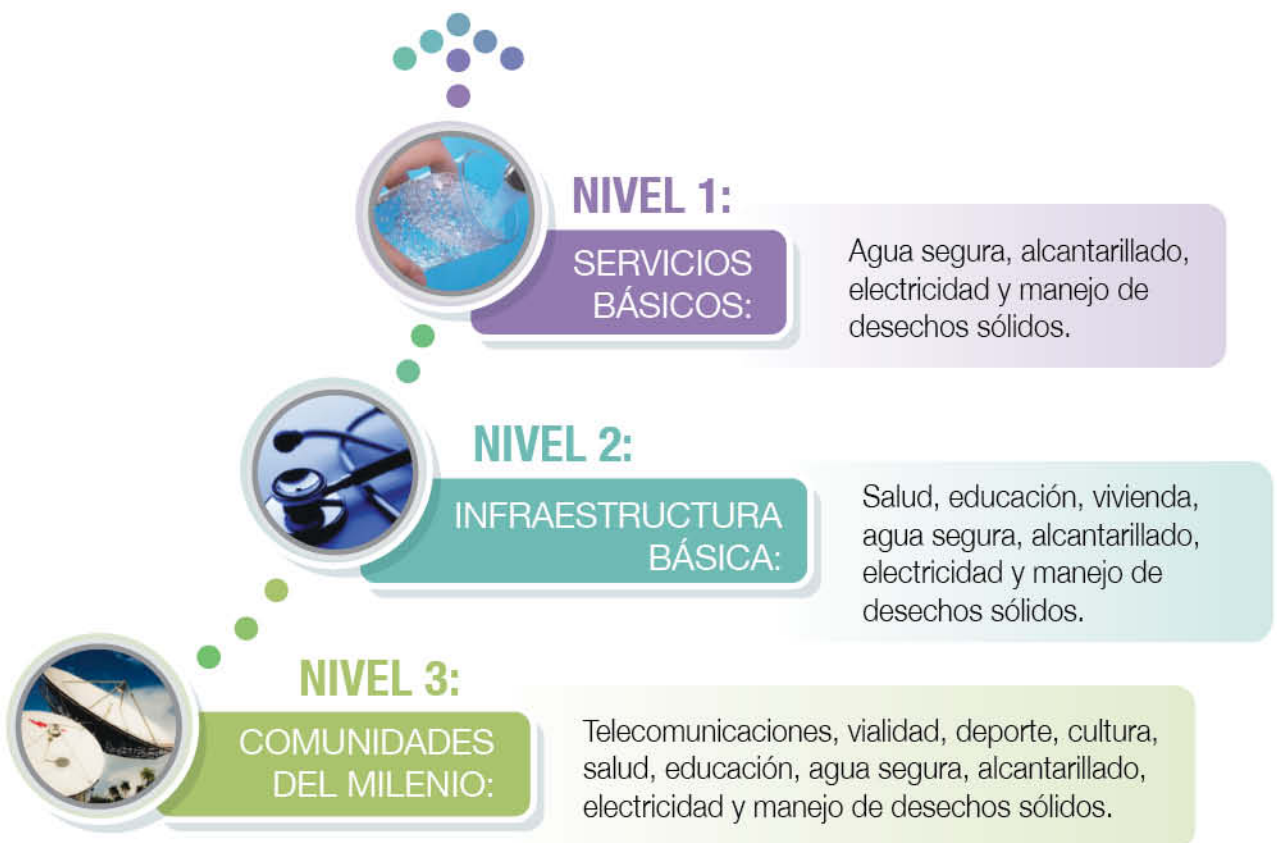 NIVEL 1:
SERVICIOS
BÁSICOS:
Agua segura, alcantarillado,
electricidad y manejo de
desechos sólidos.
NIVEL 2:
INFRAESTRUCTURA
BÁSICA:
Salud, educación, vivienda,
agua segura, alcantarillado,
electricidad y manejo de
desechos sólidos.
NIVEL 3:
COMUNIDADES
DEL MILENIO:
Telecomunicaciones, vialidad, deporte, cultura,
salud, educación, agua segura, alcantarillado,
electricidad y manejo de desechos sólidos.